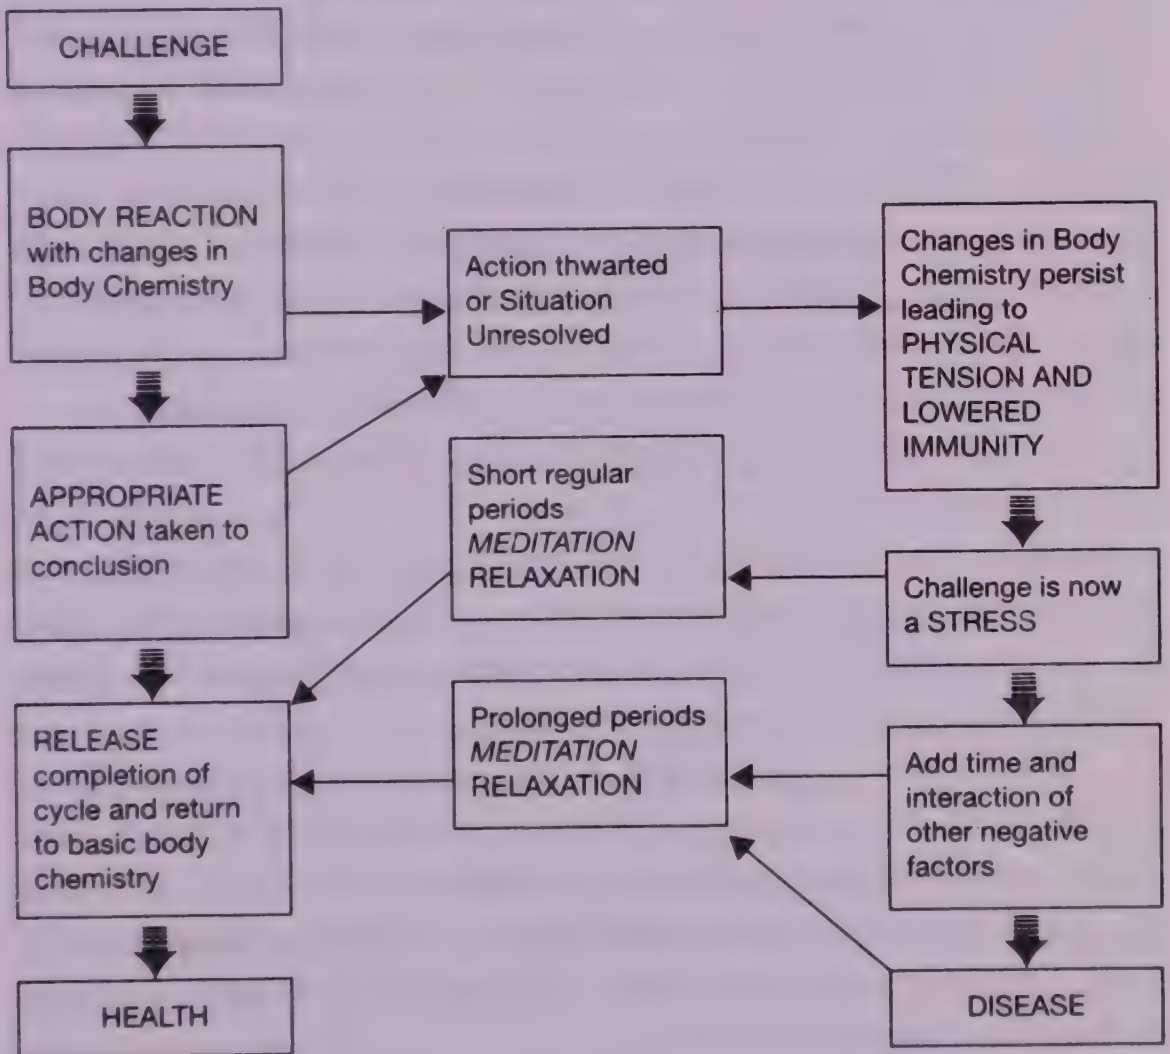 CHALLENGE
BODY REACTION
with changes in
Body Chemistry
Action thwarted
or Situation
Unresolved
Changes in Body
Chemistry persist
leading to
PHYSICAL
TENSION AND
LOWERED
IMMUNITY
APPROPRIATE
ACTION taken to
conclusion
Short regular
periods
MEDITATION
RELAXATION
Challenge is now
a STRESS
RELEASE
completion of
cycle and return
to basic body
chemistry
Prolonged periods
MEDITATION
RELAXATION
Add time and
interaction of
other negative
factors
HEALTH
DISEASE